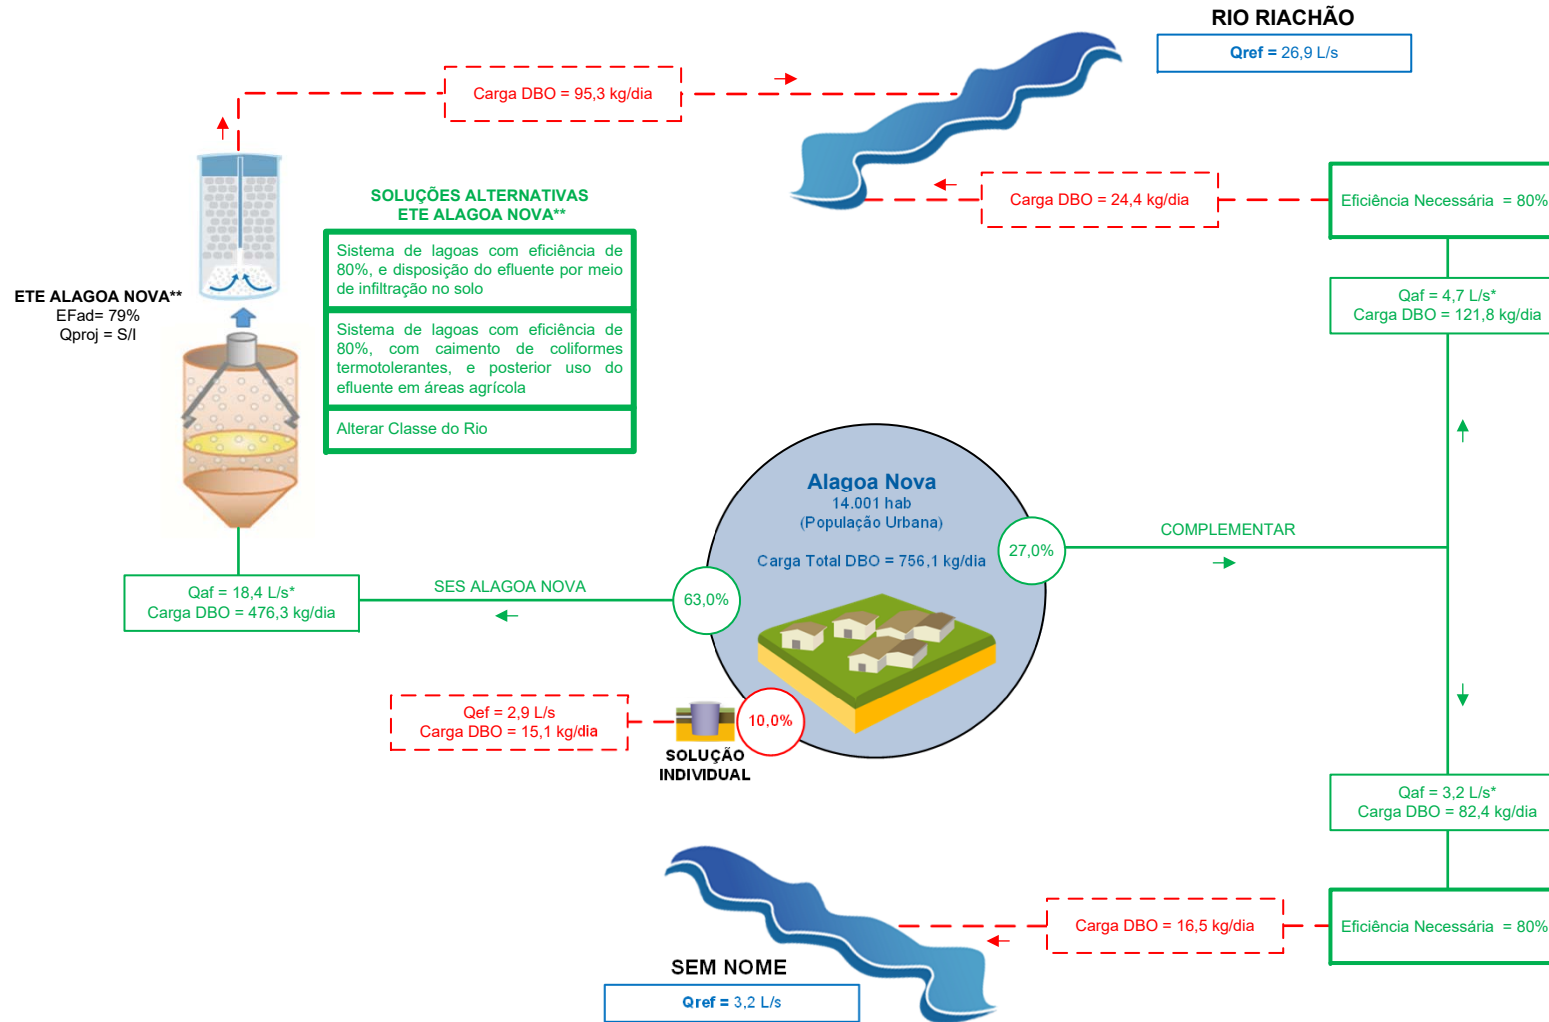 RIO RIACHÃO
Qref = 26,9 L/s
Carga DBO = 95,3 kg/dia
SOLUÇÕES ALTERNATIVAS
ETE ALAGOA NOVA**
Sistema de lagoas com eficiência de
80%, e disposição do efluente por meio
de infiltração no solo
Sistema de lagoas com eficiência de
80%, com caimento de coliformes
termotolerantes, e posterior uso do
efluente em áreas agrícola
Alterar Classe do Rio
ETE ALAGOA NOVA**
EFad= 79%
Qproj = S/I
Carga DBO = 24,4 kg/dia
Eficiência Necessária = 80%
Qaf = 4,7 L/s*
Carga DBO = 121,8 kg/dia
Alagoa Nova
14.001 hab
(População Urbana)
Carga Total DBO = 756,1 kg/dia
27,0%
COMPLEMENTAR
63,0%
SES ALAGOA NOVA
Qaf = 18,4 L/s*
Carga DBO = 476,3 kg/dia
10,0%
Qef = 2,9 L/s
Carga DBO = 15,1 kg/dia
SOLUÇÃO
INDIVIDUAL
Qaf = 3,2 L/s*
Carga DBO = 82,4 kg/dia
Eficiência Necessária = 80%
Carga DBO = 16,5 kg/dia
SEM NOME
Qref = 3,2 L/s